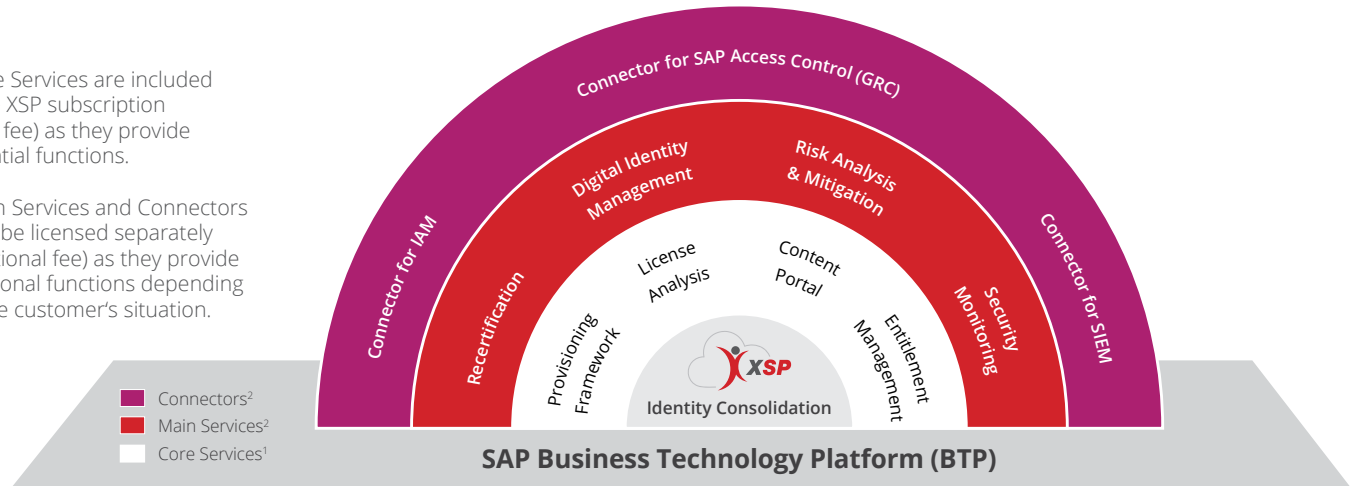 e Services are included
XSP subscription
fee) as they provide
tial functions.
n Services and Connectors
be licensed separately
tional fee) as they provide
onal functions depending
e customer‘s situation.
Connector for IAM
Connector for SAP Access Control (GRC)
Connector for SIEM
Recertification
Digital Identity
Management
Risk Analysis
& Mitigation
Security
Monitoring
Provisioning
Framework
License
Analysis
Content
Portal
Entitlement
Management
XSP
Identity Consolidation
Connectors²
Main Services²
Core Services¹
SAP Business Technology Platform (BTP)